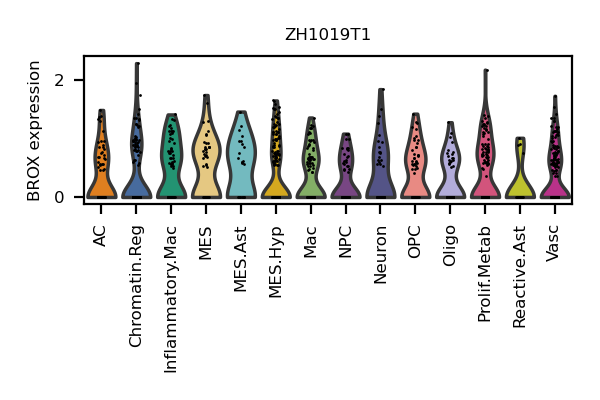 ZH1019T1
BROX expression
2
0
AC
Chromatin.Reg
Inflammatory.Mac
MES
MES.Ast
MES.Hyp
Mac
NPC
Neuron
OPC
Oligo
Prolif.Metab
Reactive.Ast
Vasc